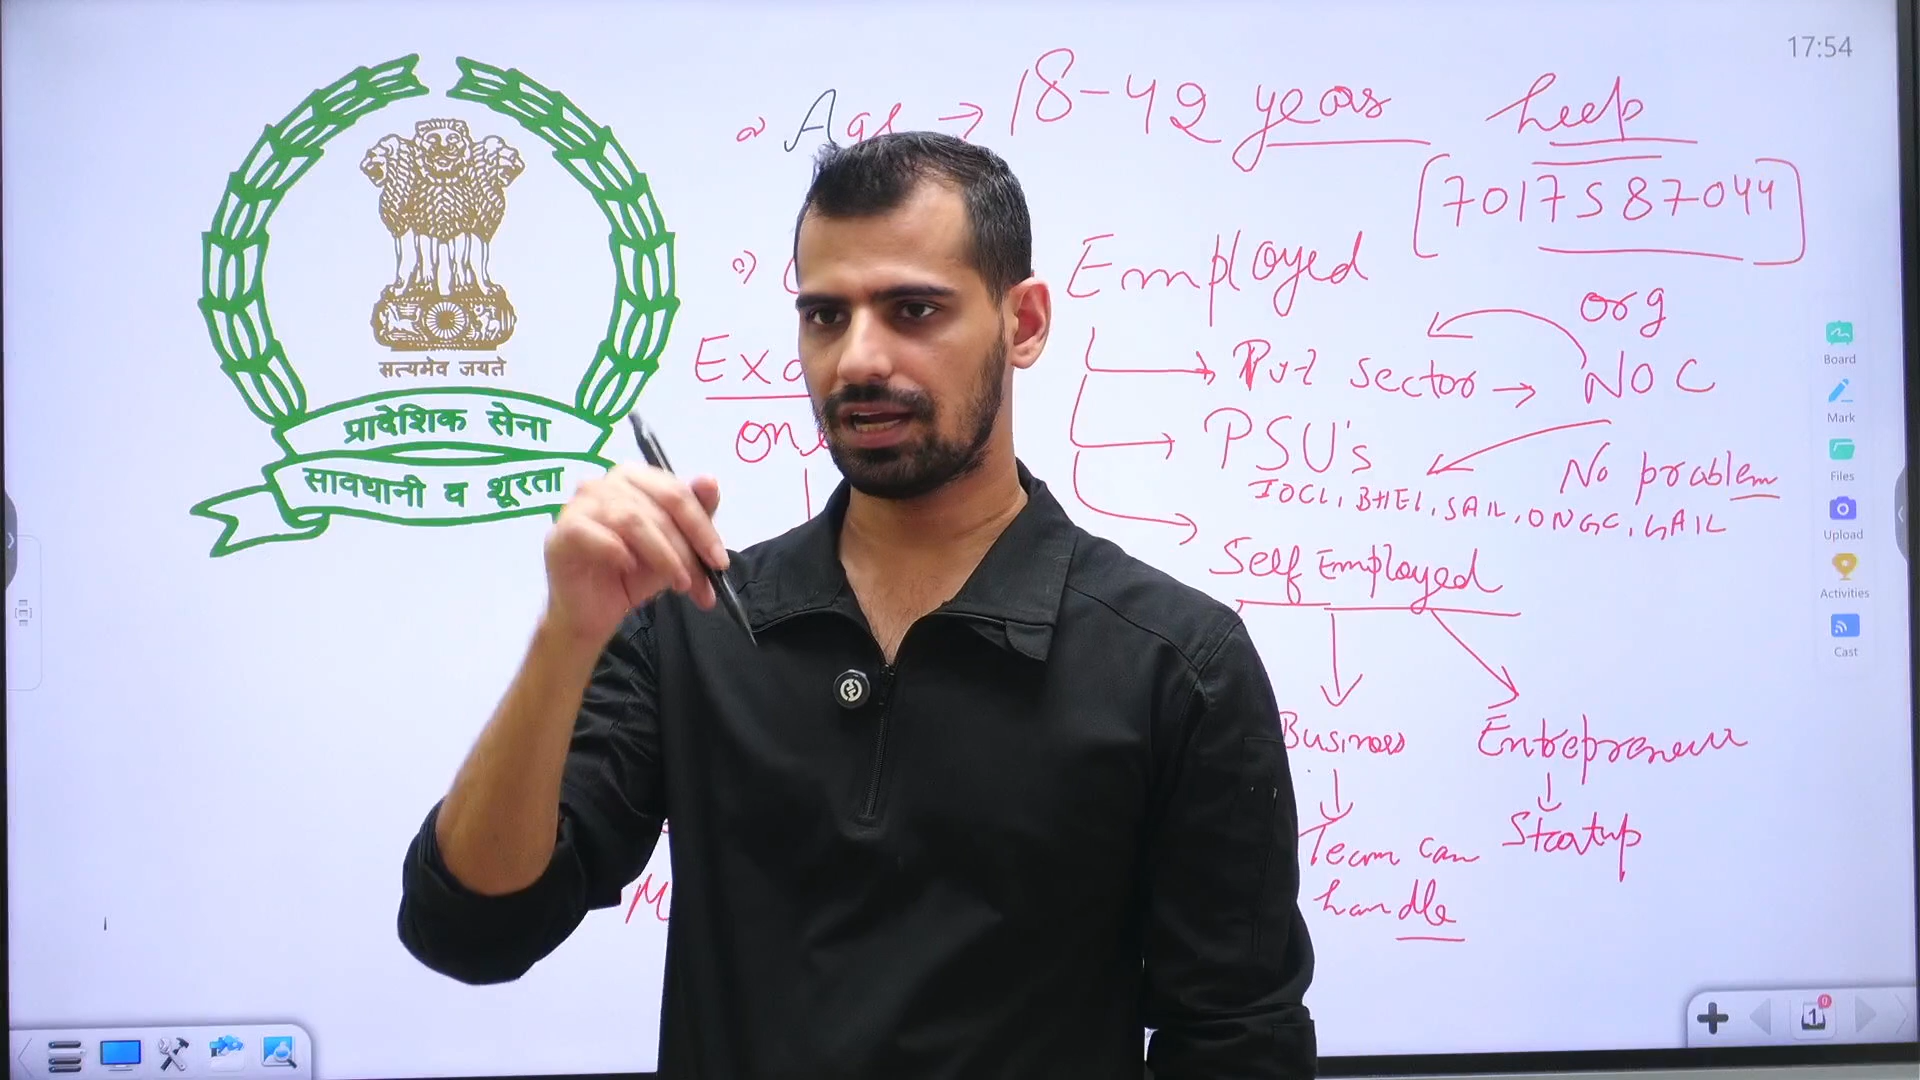 17:54
सत्यमेव जयते
प्रादेशिक सेना
सावधानी व शूरता
Age → 18-42 years
help
7017587044
Employed
org
Pvt sector → NOC
PSU's
No problem
IOCL, BHEL, SAIL, ONGC, GAIL
Self Employed
Business
Entrepreneur
Team can
handle
Startup
Board
Mark
Files
Upload
Activities
Cast
1
0